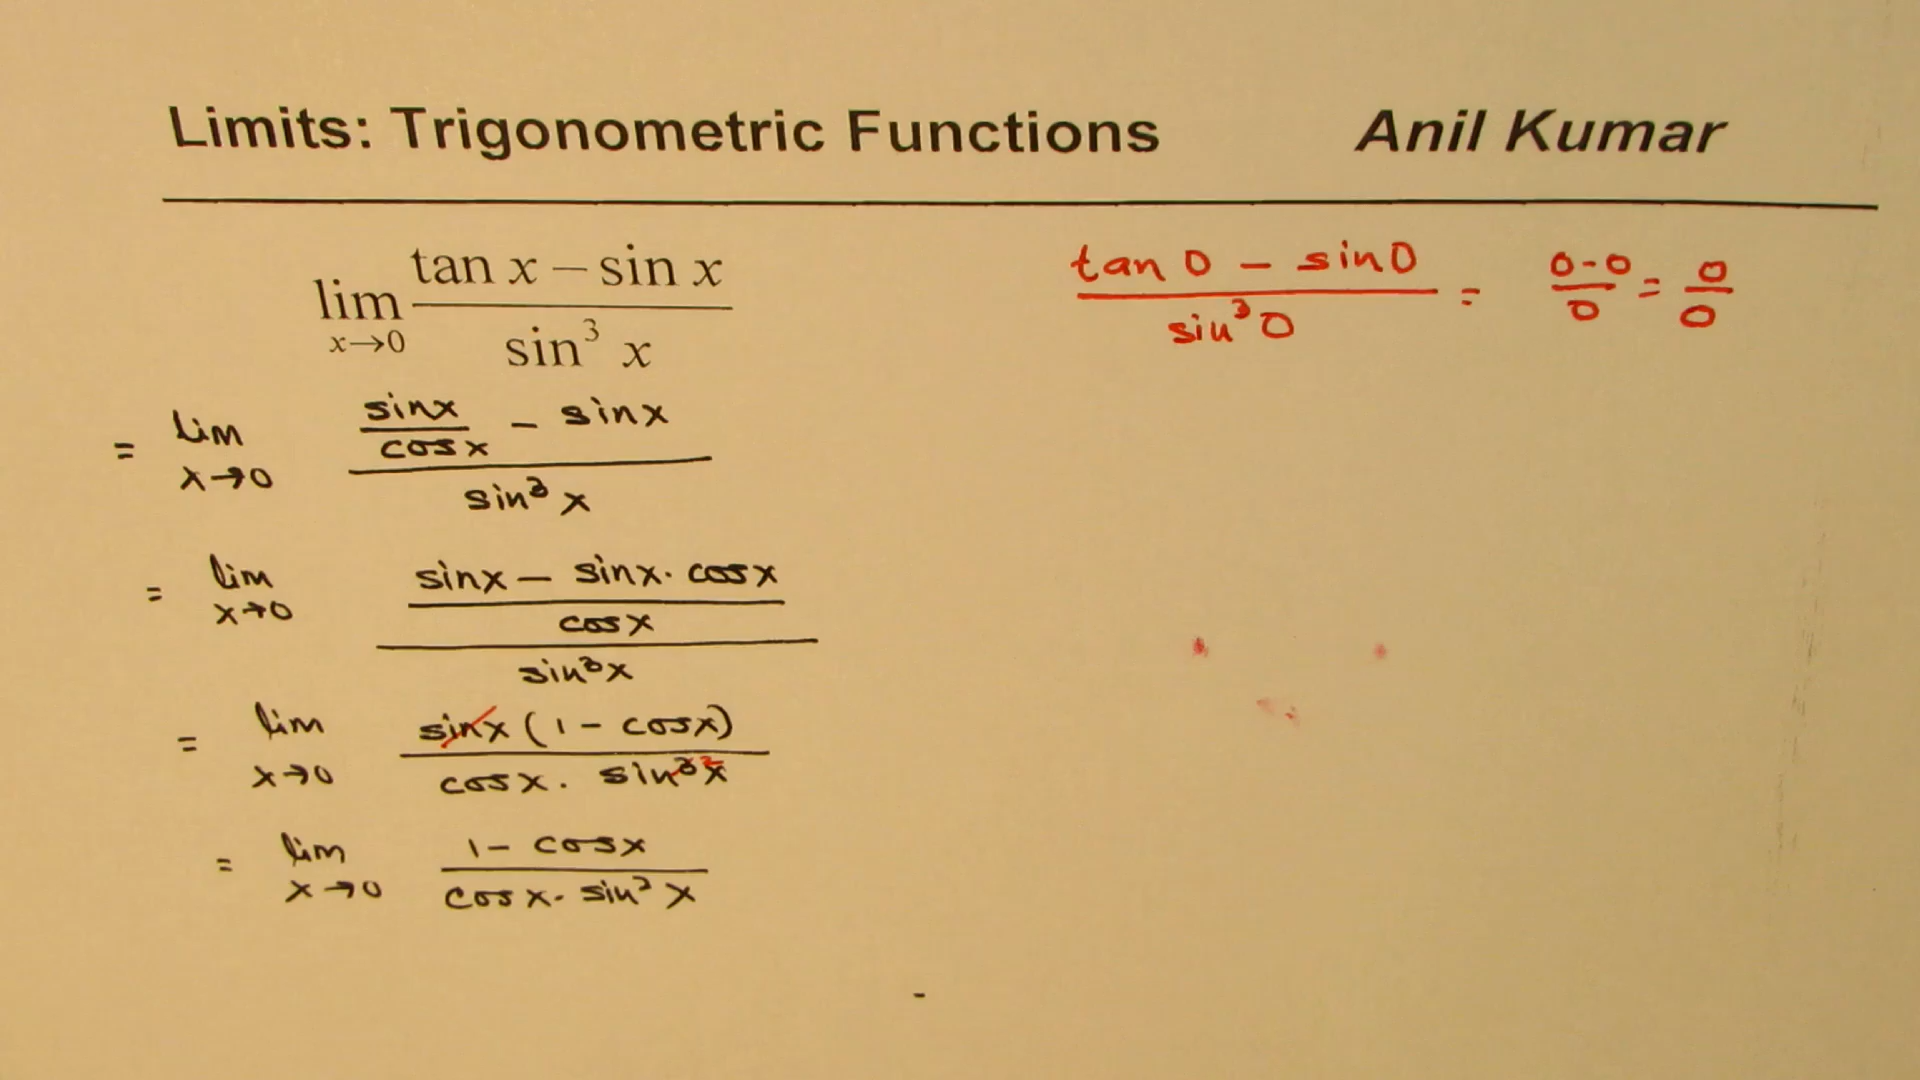 Limits: Trigonometric Functions Anil Kumar
lim x→0 (tan x − sin x) / (sin³ x)
(tan 0 − sin 0) / (sin³ 0) = (0-0)/0 = 0/0
= lim x→0 (sinx/cosx − sinx) / (sin³ x)
= lim x→0 ((sinx − sinx · cosx) / cosx) / (sin³x)
= lim x→0 (sinx (1 − cosx)) / (cosx · sin³x) 2
= lim x→0 (1 − cosx) / (cosx · sin² x)